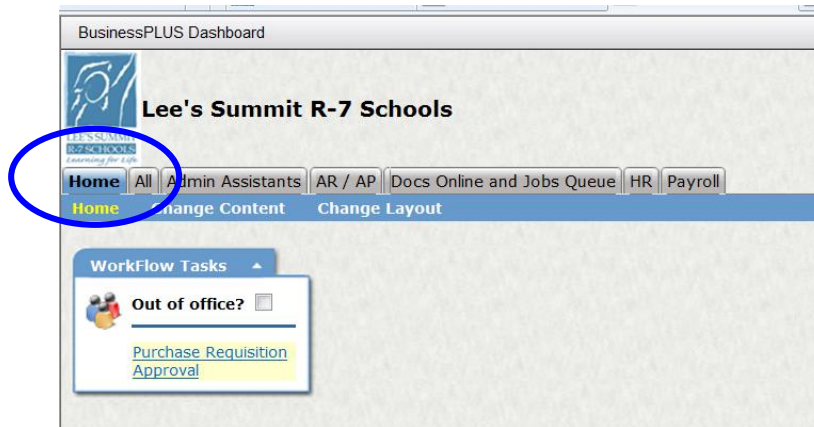 BusinessPLUS Dashboard
Lee's Summit R-7 Schools
LEE'S SUMMIT
R-7 SCHOOLS
Learning for Life
Home All Admin Assistants AR / AP Docs Online and Jobs Queue HR Payroll
Home Change Content Change Layout
WorkFlow Tasks
Out of office?
Purchase Requisition
Approval